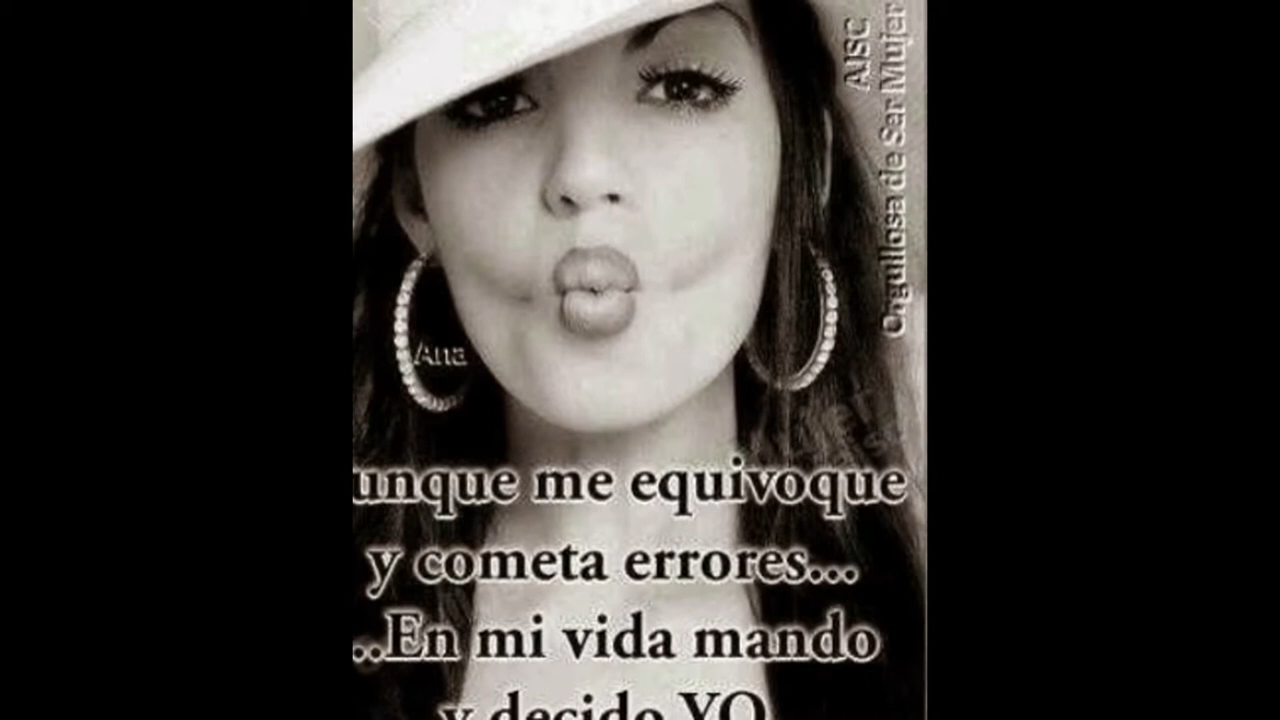 AISC
Orgullosa de Ser Mujer
Ana
unque me equivoque
y cometa errores...
..En mi vida mando
y decido YO